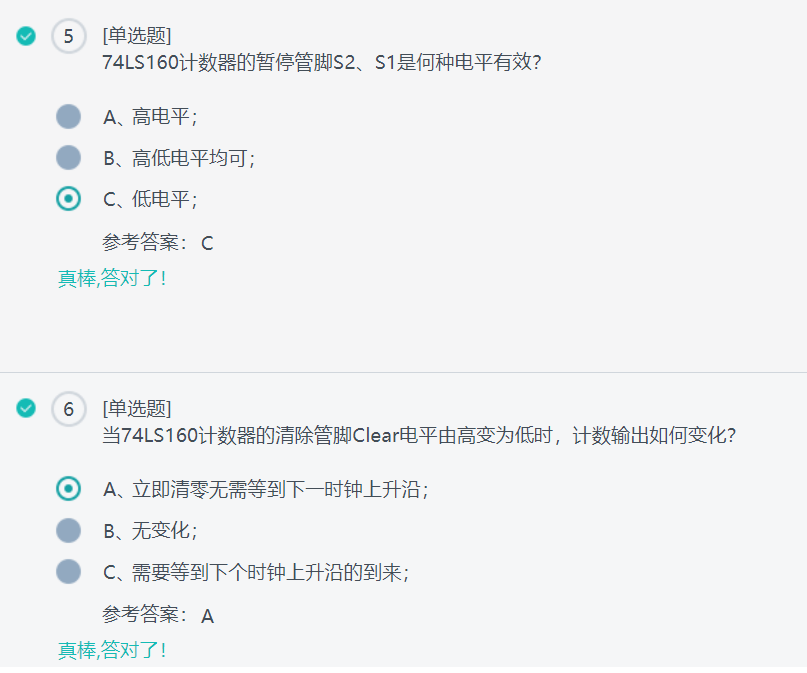 5
[单选题]
74LS160计数器的暂停管脚S2、S1是何种电平有效?
A、高电平;
B、高低电平均可;
C、低电平;
参考答案: C
真棒,答对了!
6
[单选题]
当74LS160计数器的清除管脚Clear电平由高变为低时，计数输出如何变化?
A、立即清零无需等到下一时钟上升沿;
B、无变化;
C、需要等到下个时钟上升沿的到来;
参考答案: A
真棒,答对了!